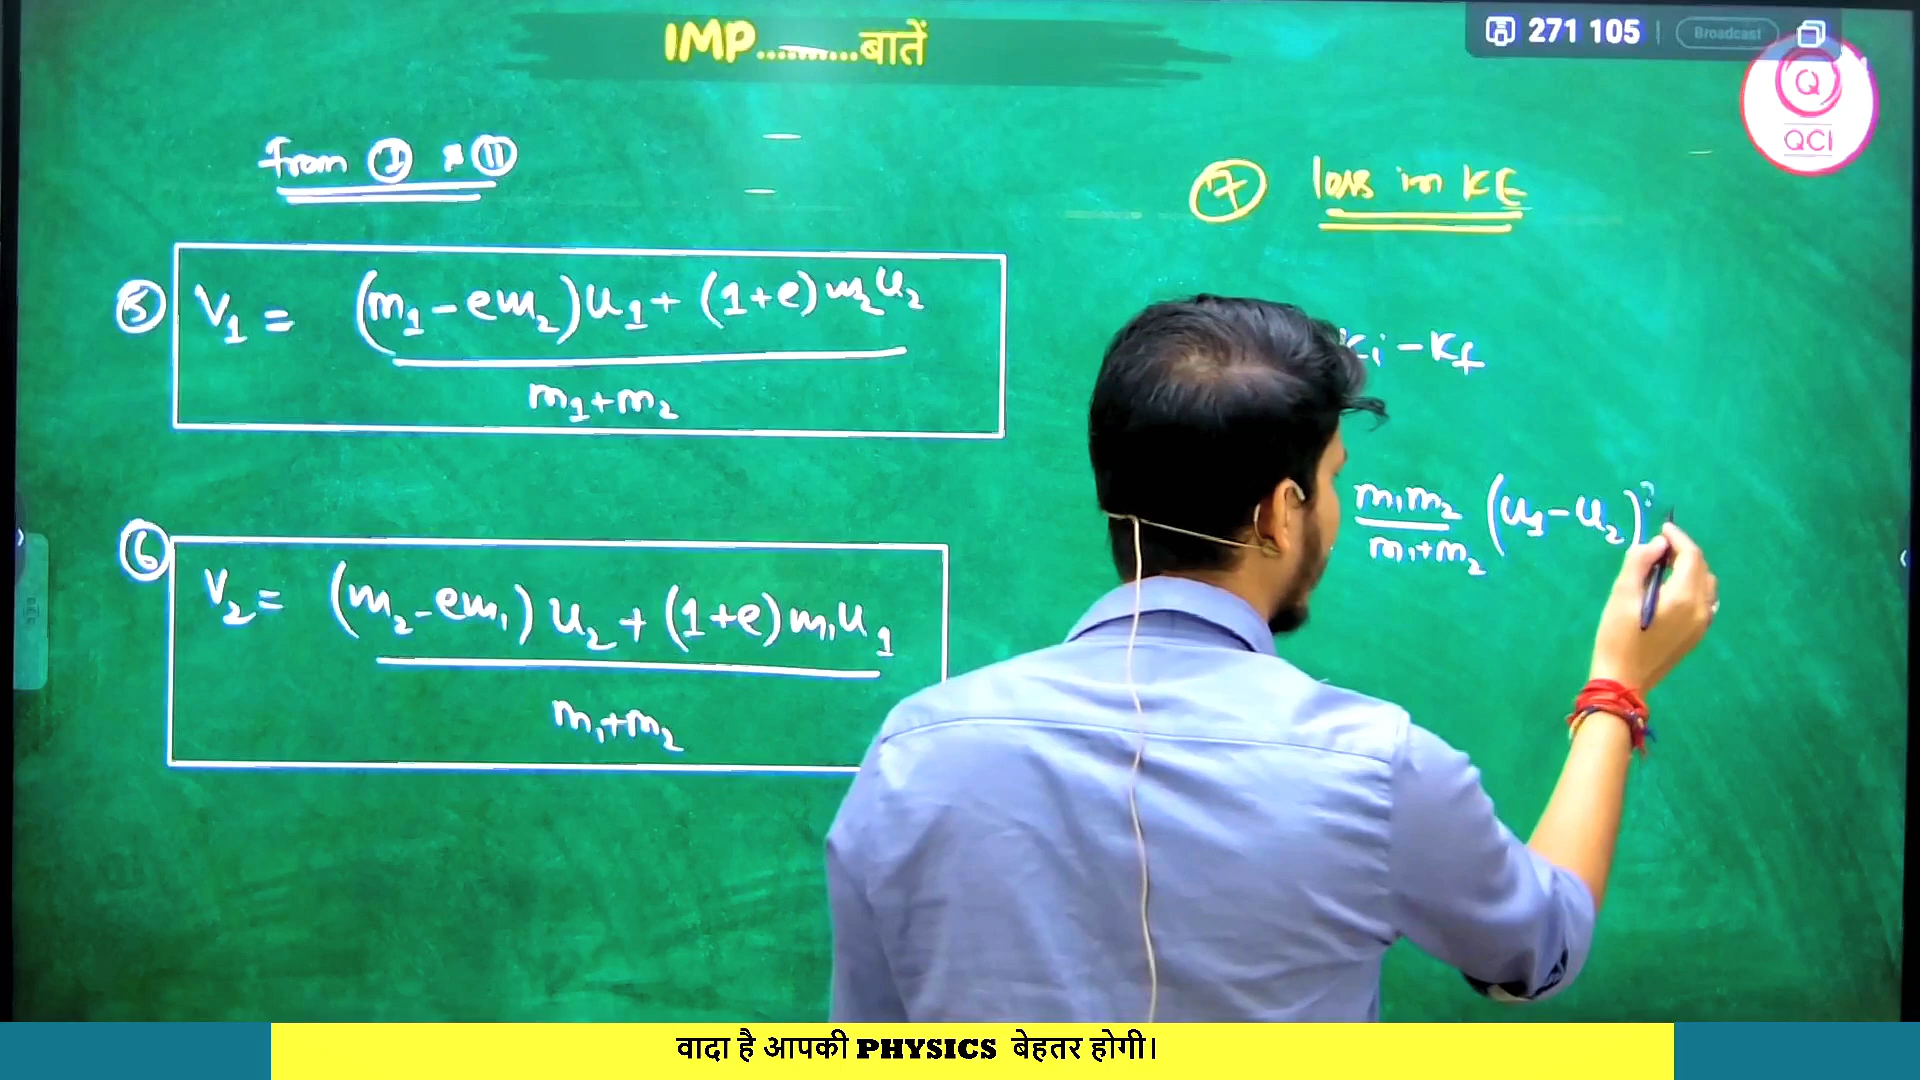 IMP...........बातें
271 105
Broadcast
Q
QCI
from Ⅰ & Ⅱ
⑤ V₁ = (m₁-em₂)u₁+(1+e)m₂u₂
m₁+m₂
⑥ V₂ = (m₂-em₁)u₂+(1+e)m₁u₁
m₁+m₂
⑦ loss in KE
Ki - Kf
m₁m₂ (u₁-u₂)²
m₁+m₂
वादा है आपकी PHYSICS बेहतर होगी।